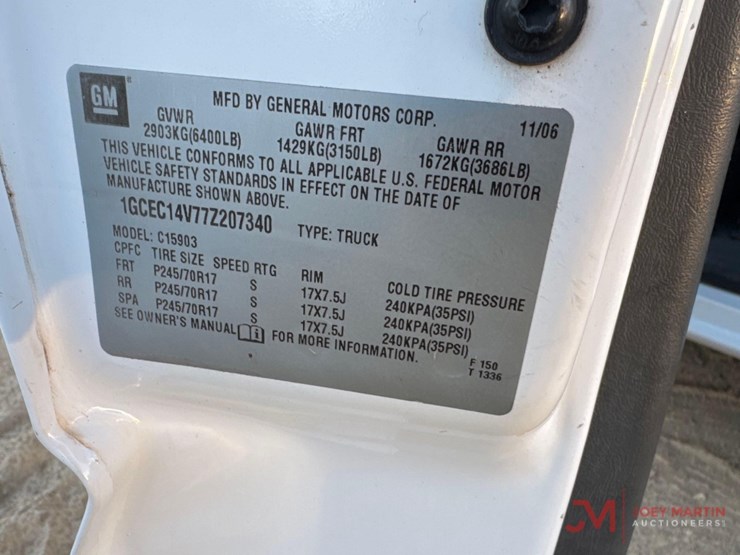 GM
MFD BY GENERAL MOTORS CORP. 11/06
GVWR GAWR FRT GAWR RR
2903KG(6400LB) 1429KG(3150LB) 1672KG(3686LB)
THIS VEHICLE CONFORMS TO ALL APPLICABLE U.S. FEDERAL MOTOR
VEHICLE SAFETY STANDARDS IN EFFECT ON THE DATE OF
MANUFACTURE SHOWN ABOVE.
1GCEC14V77Z207340 TYPE: TRUCK
MODEL: C15903
CPFC TIRE SIZE SPEED RTG RIM COLD TIRE PRESSURE
FRT P245/70R17 S 17X7.5J 240KPA(35PSI)
RR P245/70R17 S 17X7.5J 240KPA(35PSI)
SPA P245/70R17 S 17X7.5J 240KPA(35PSI)
SEE OWNER'S MANUAL FOR MORE INFORMATION.
F 150
T 1336
JM JOEY MARTIN
AUCTIONEERS